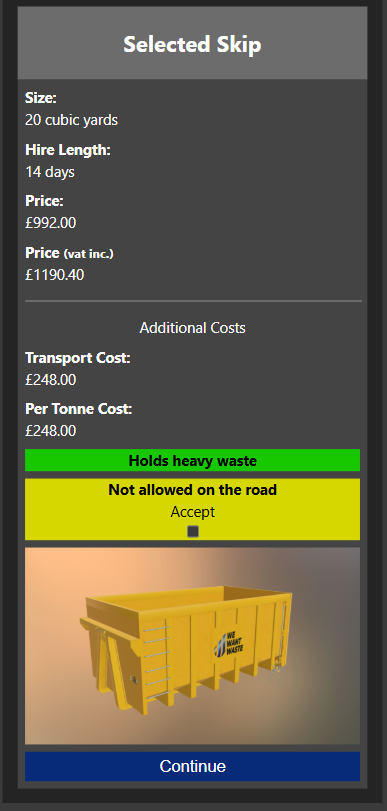 Selected Skip
Size:
20 cubic yards
Hire Length:
14 days
Price:
£992.00
Price (vat inc.)
£1190.40
Additional Costs
Transport Cost:
£248.00
Per Tonne Cost:
£248.00
Holds heavy waste
Not allowed on the road
Accept
WE
WANT
WASTE
Continue